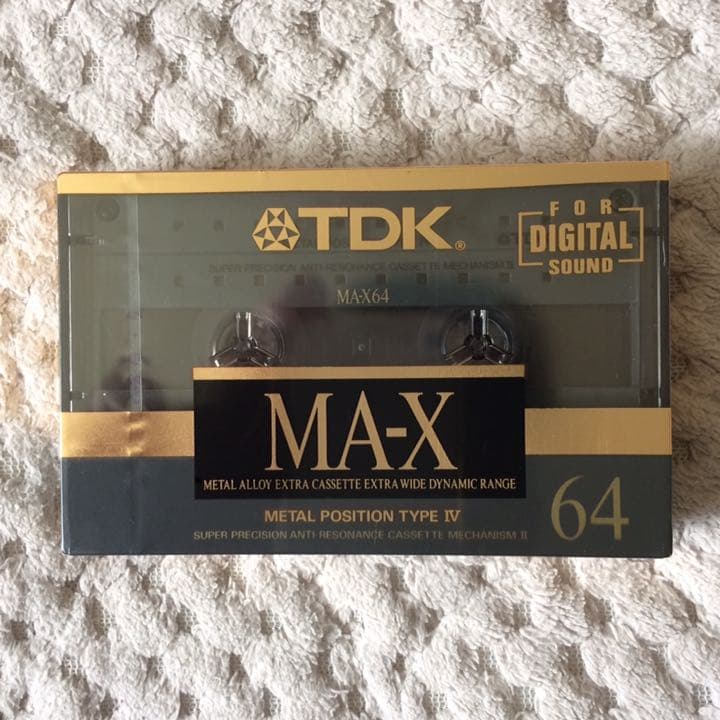 TDK®
FOR
DIGITAL
SOUND
SUPER PRECISION ANTI-RESONANCE CASSETTE MECHANISM II
MA-X64
MA-X
METAL ALLOY EXTRA CASSETTE EXTRA WIDE DYNAMIC RANGE
METAL POSITION TYPE IV
64
SUPER PRECISION ANTI-RESONANCE CASSETTE MECHANISM II